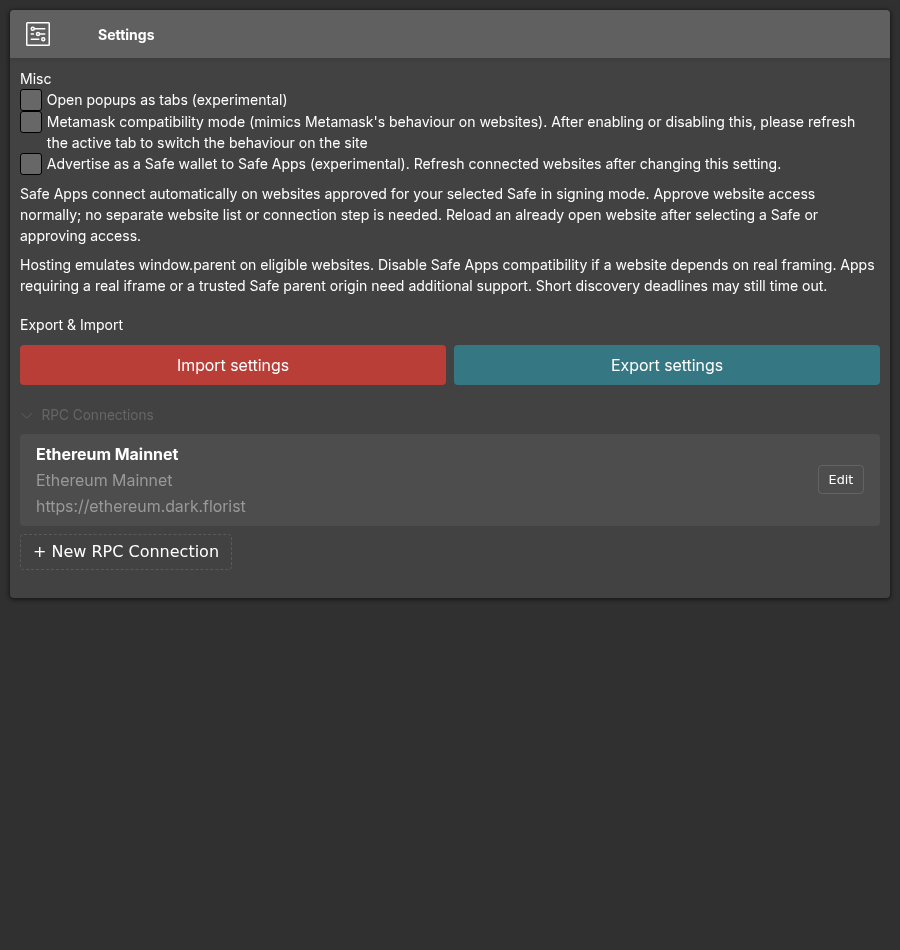 Settings
Misc
Open popups as tabs (experimental)
Metamask compatibility mode (mimics Metamask's behaviour on websites). After enabling or disabling this, please refresh
the active tab to switch the behaviour on the site
Advertise as a Safe wallet to Safe Apps (experimental). Refresh connected websites after changing this setting.
Safe Apps connect automatically on websites approved for your selected Safe in signing mode. Approve website access
normally; no separate website list or connection step is needed. Reload an already open website after selecting a Safe or
approving access.
Hosting emulates window.parent on eligible websites. Disable Safe Apps compatibility if a website depends on real framing. Apps
requiring a real iframe or a trusted Safe parent origin need additional support. Short discovery deadlines may still time out.
Export & Import
Import settings
Export settings
RPC Connections
Ethereum Mainnet
Ethereum Mainnet
https://ethereum.dark.florist
Edit
+ New RPC Connection